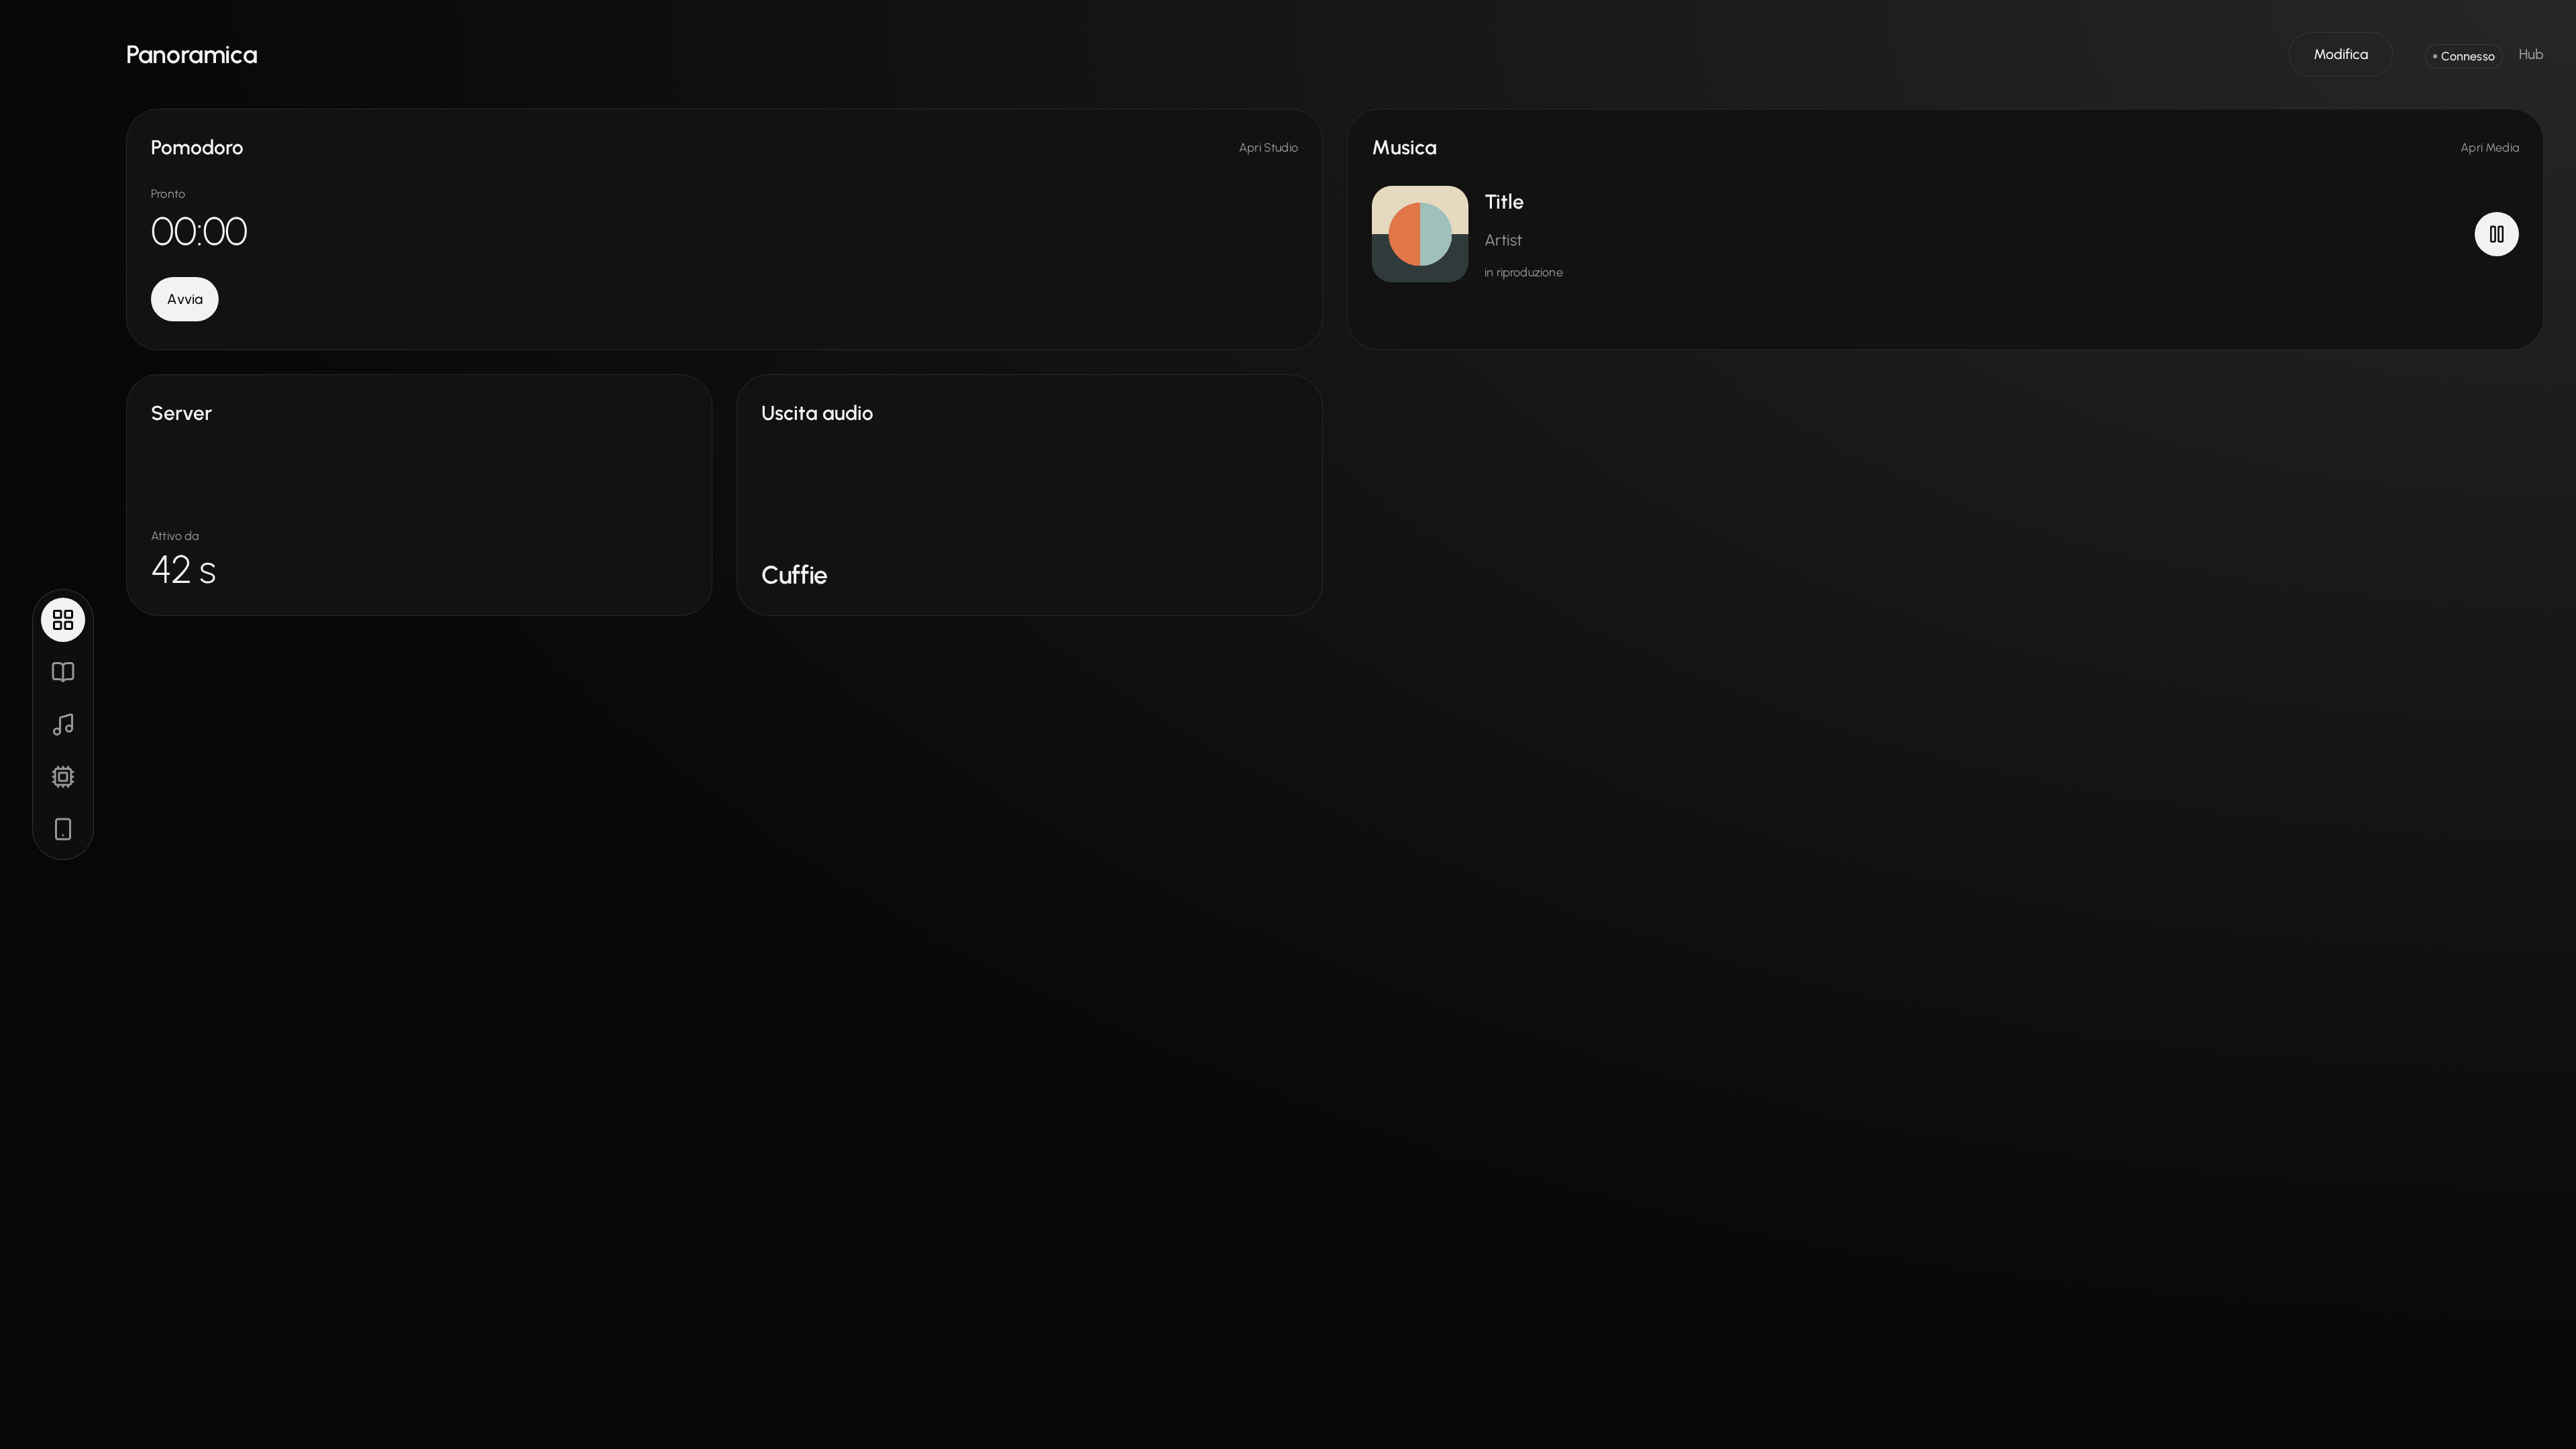 Panoramica
Modifica
Connesso
Hub
Pomodoro
Apri Studio
Pronto
00:00
Avvia
Musica
Apri Media
Title
Artist
in riproduzione
Server
Attivo da
42 s
Uscita audio
Cuffie